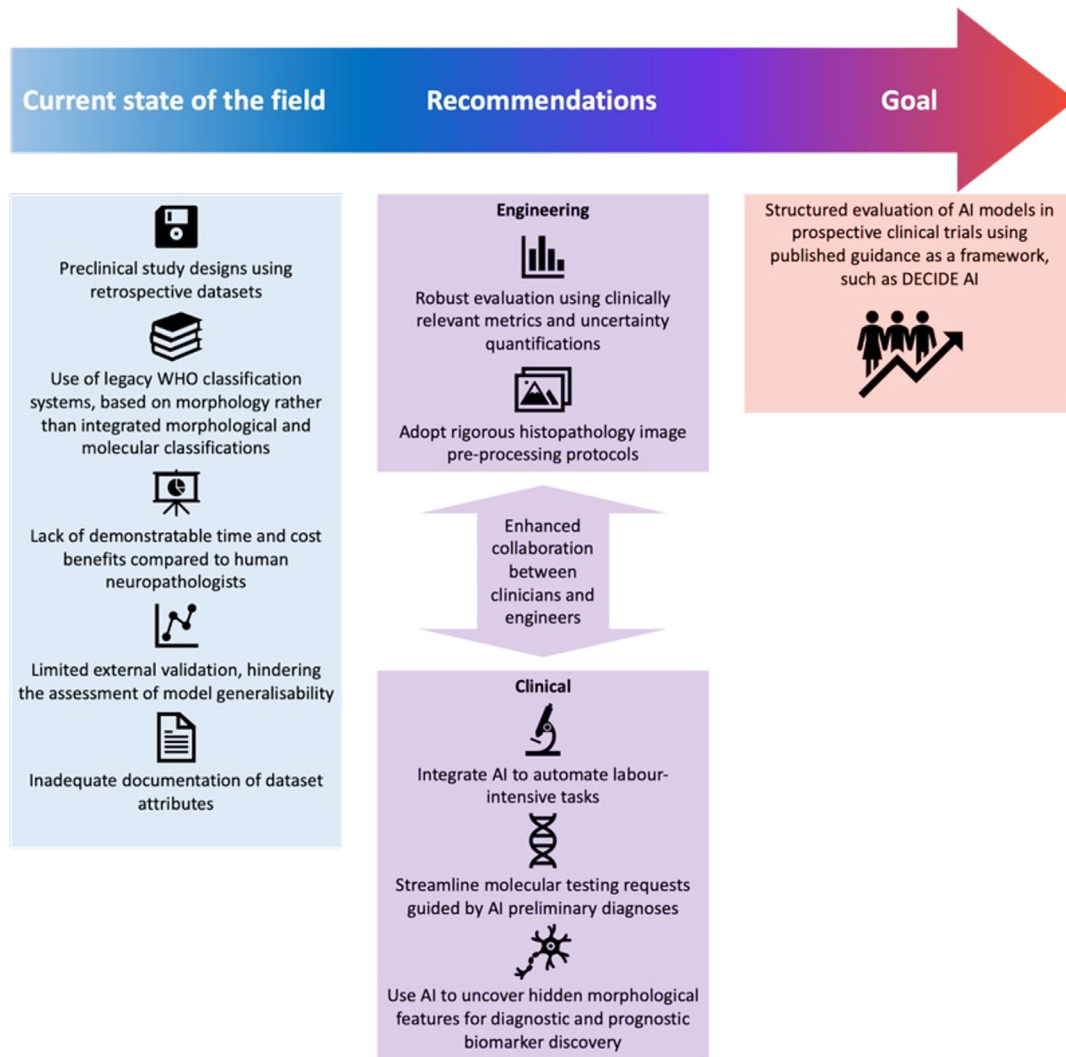 Current state of the field
Recommendations
Goal
Preclinical study designs using
retrospective datasets
Use of legacy WHO classification
systems, based on morphology rather
than integrated morphological and
molecular classifications
Lack of demonstratable time and cost
benefits compared to human
neuropathologists
Limited external validation, hindering
the assessment of model generalisability
Inadequate documentation of dataset
attributes
Engineering
Robust evaluation using clinically
relevant metrics and uncertainty
quantifications
Adopt rigorous histopathology image
pre-processing protocols
Enhanced
collaboration
between
clinicians and
engineers
Clinical
Integrate AI to automate labour-
intensive tasks
Streamline molecular testing requests
guided by AI preliminary diagnoses
Use AI to uncover hidden morphological
features for diagnostic and prognostic
biomarker discovery
Structured evaluation of AI models in
prospective clinical trials using
published guidance as a framework,
such as DECIDE AI